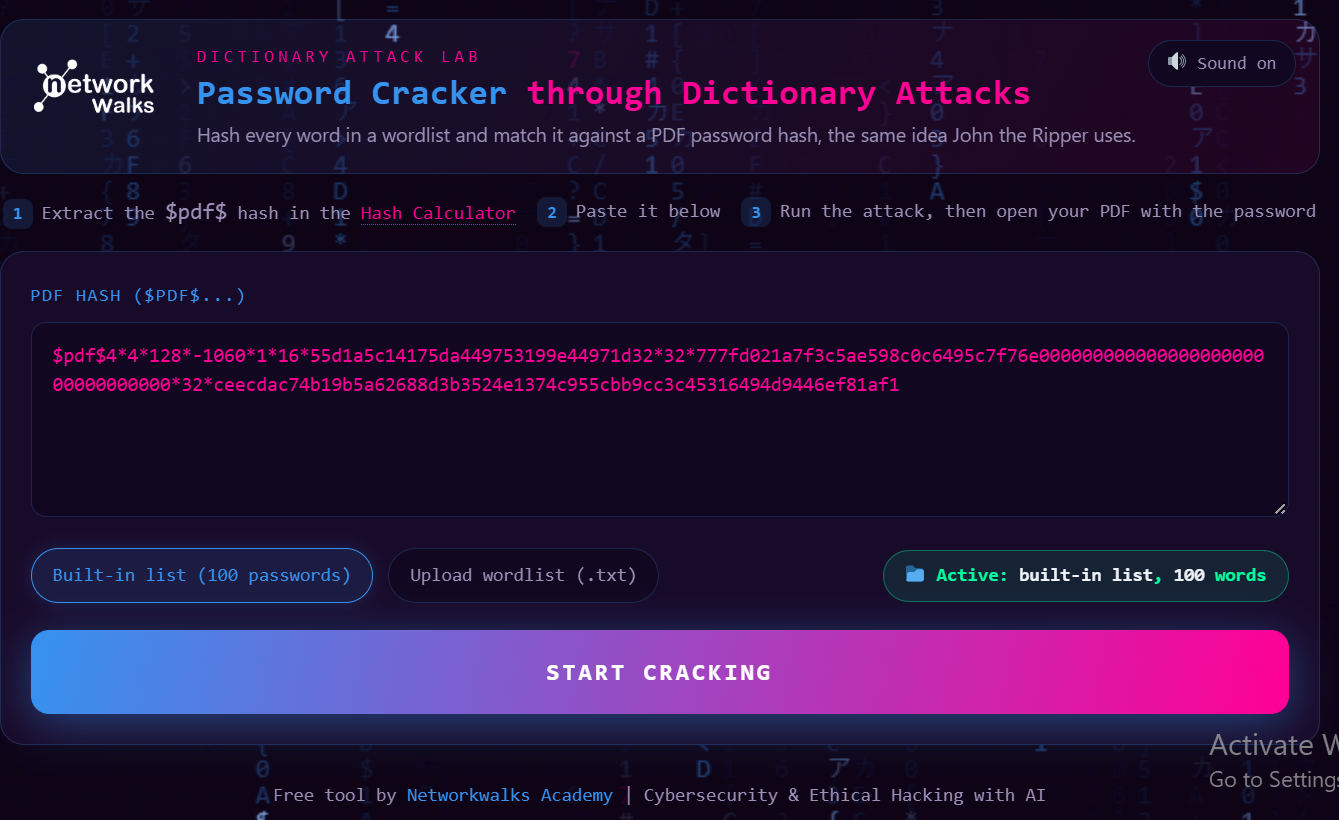 network
Walks
DICTIONARY ATTACK LAB
Password Cracker through Dictionary Attacks
Hash every word in a wordlist and match it against a PDF password hash, the same idea John the Ripper uses.
Sound on
1 Extract the $pdf$ hash in the Hash Calculator 2 Paste it below 3 Run the attack, then open your PDF with the password
PDF HASH ($PDF$...)
$pdf$4*4*128*-1060*1*16*55d1a5c14175da449753199e44971d32*32*777fd021a7f3c5ae598c0c6495c7f76e000000000000000000000
00000000000*32*ceecdac74b19b5a62688d3b3524e1374c955cbb9cc3c45316494d9446ef81af1
Built-in list (100 passwords)
Upload wordlist (.txt)
Active: built-in list, 100 words
START CRACKING
Activate W
Go to Settings
Free tool by Networkwalks Academy | Cybersecurity & Ethical Hacking with AI